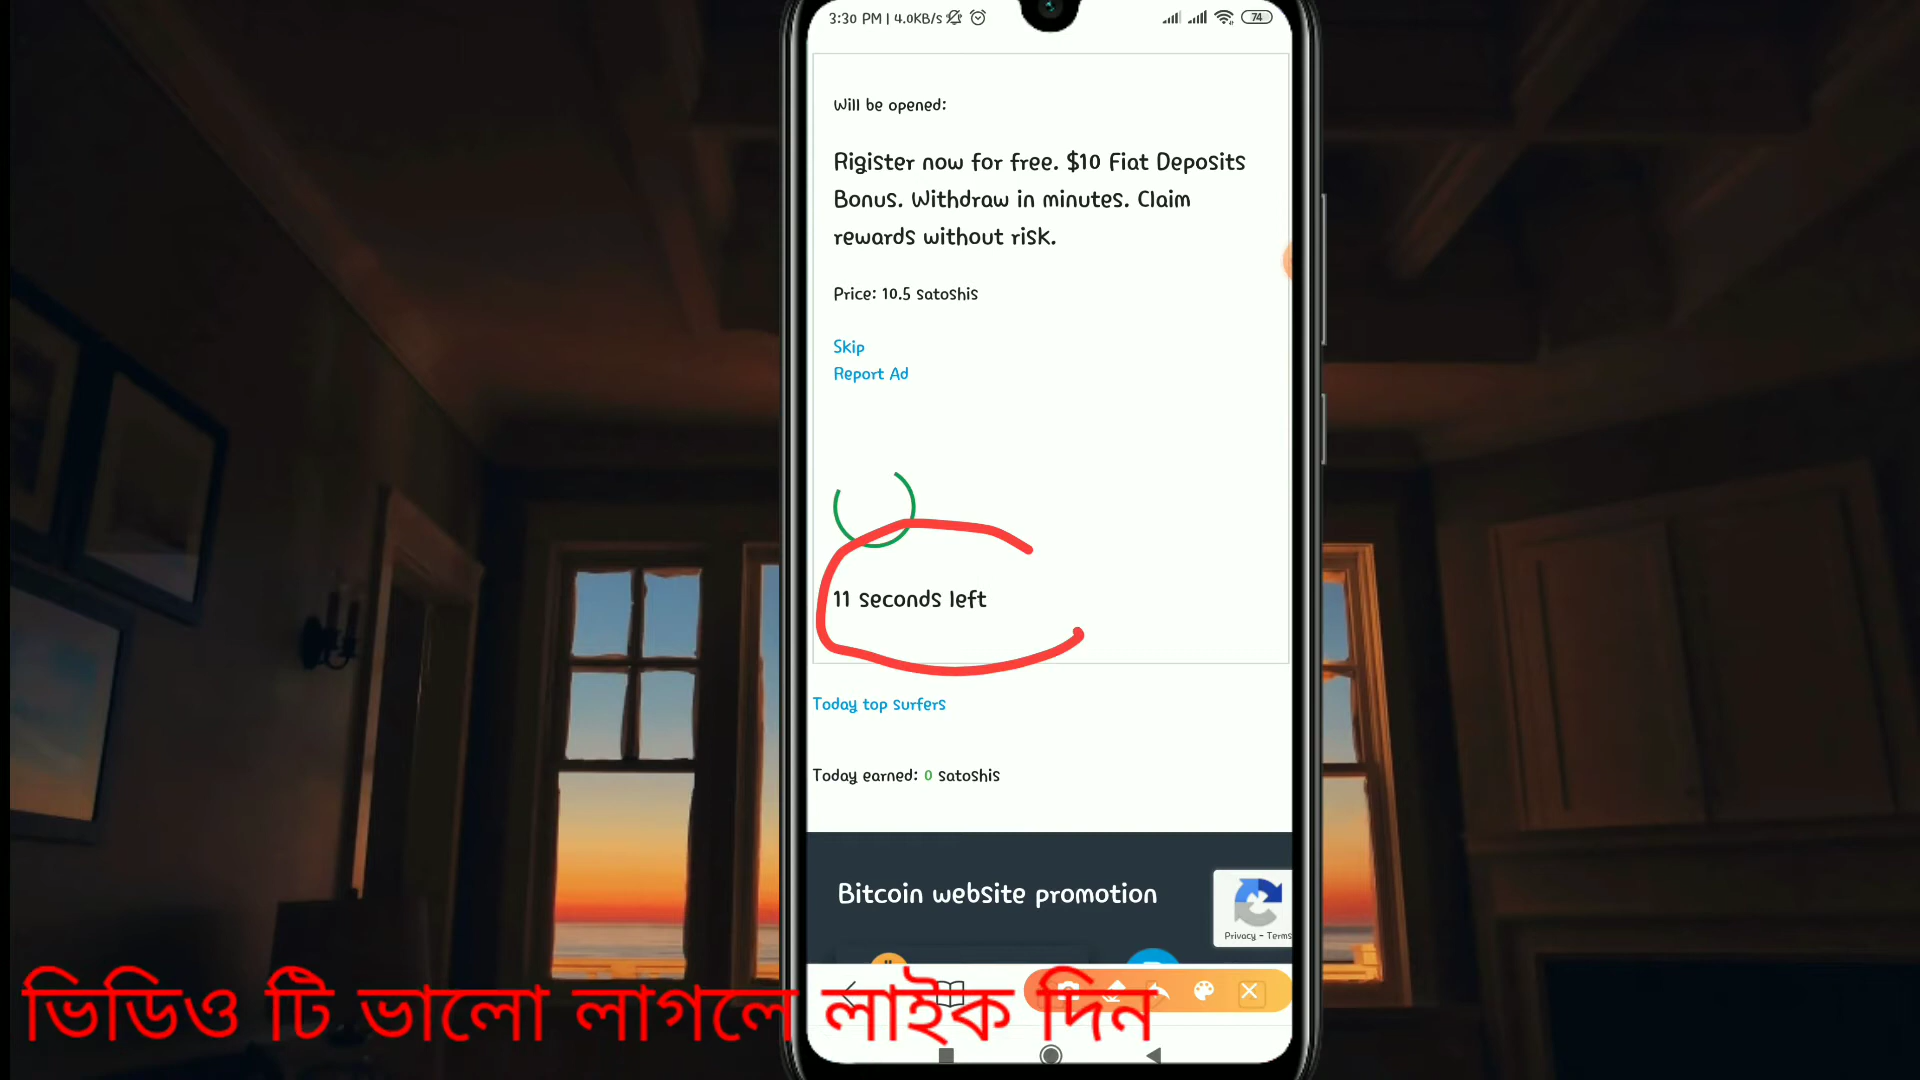 3:30 PM | 4.0KB/s
74
Will be opened:
Rigister now for free. $10 Fiat Deposits
Bonus. Withdraw in minutes. Claim
rewards without risk.
Price: 10.5 satoshis
Skip
Report Ad
11 seconds left
Today top surfers
Today earned: 0 satoshis
Bitcoin website promotion
Privacy - Terms
ভিডিও টি ভালো লাগলে লাইক দিন